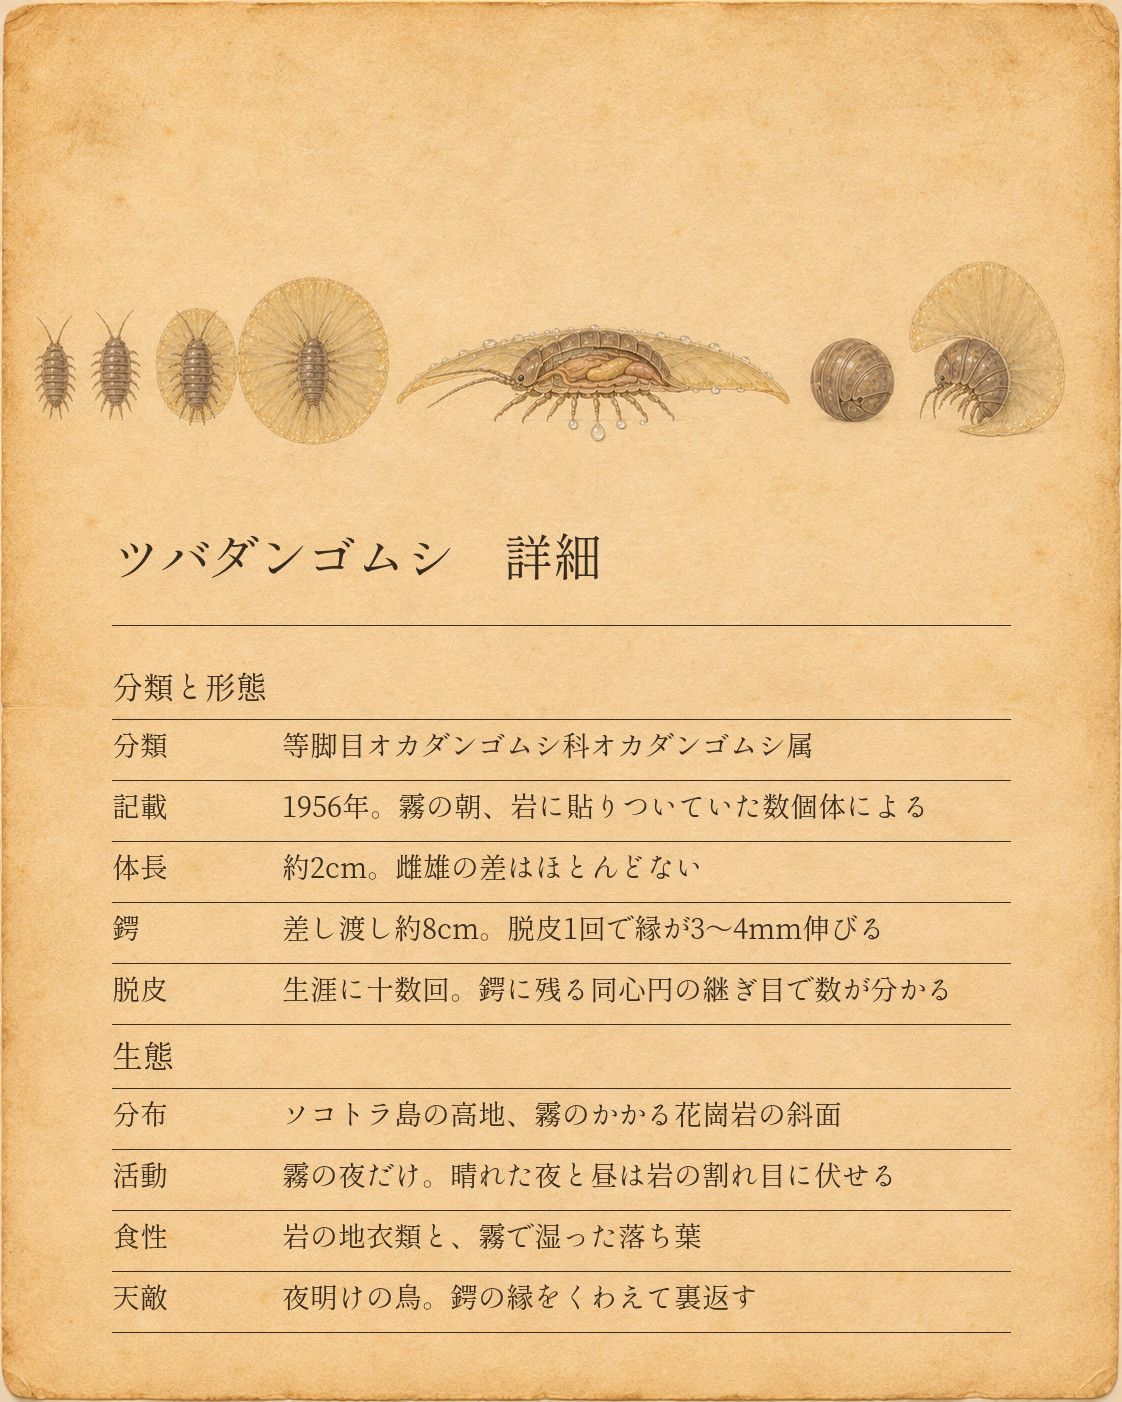 ツバダンゴムシ　詳細
分類と形態
分類　等脚目オカダンゴムシ科オカダンゴムシ属
記載　1956年。霧の朝、岩に貼りついていた数個体による
体長　約2cm。雌雄の差はほとんどない
鍔　差し渡し約8cm。脱皮1回で縁が3〜4mm伸びる
脱皮　生涯に十数回。鍔に残る同心円の継ぎ目で数が分かる
生態
分布　ソコトラ島の高地、霧のかかる花崗岩の斜面
活動　霧の夜だけ。晴れた夜と昼は岩の割れ目に伏せる
食性　岩の地衣類と、霧で湿った落ち葉
天敵　夜明けの鳥。鍔の縁をくわえて裏返す